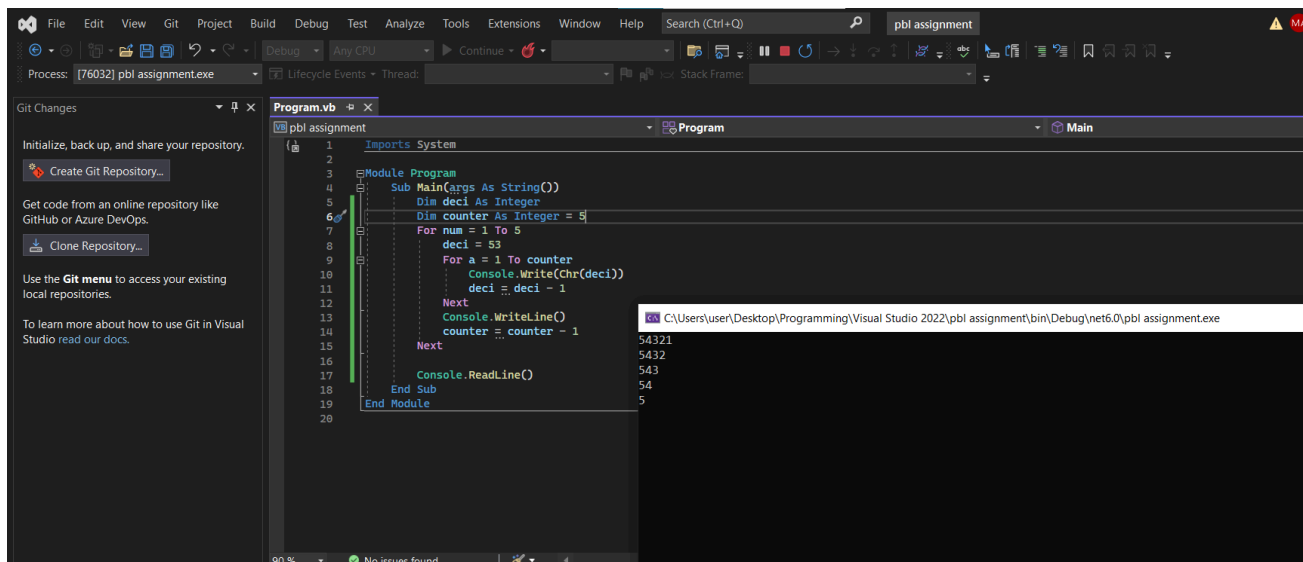 File Edit View Git Project Build Debug Test Analyze Tools Extensions Window Help Search (Ctrl+Q) pbl assignment MA
Debug Any CPU Continue
Process: [76032] pbl assignment.exe Lifecycle Events Thread: Stack Frame:
Git Changes
Initialize, back up, and share your repository.
Create Git Repository...
Get code from an online repository like
GitHub or Azure DevOps.
Clone Repository...
Use the Git menu to access your existing
local repositories.
To learn more about how to use Git in Visual
Studio read our docs.
Program.vb
VB pbl assignment Program Main
1 Imports System
2
3 Module Program
4 Sub Main(args As String())
5 Dim deci As Integer
6 Dim counter As Integer = 5
7 For num = 1 To 5
8 deci = 53
9 For a = 1 To counter
10 Console.Write(Chr(deci))
11 deci = deci - 1
12 Next
13 Console.WriteLine()
14 counter = counter - 1
15 Next
16
17 Console.ReadLine()
18 End Sub
19 End Module
20
90 % No issues found
C:\Users\user\Desktop\Programming\Visual Studio 2022\pbl assignment\bin\Debug\net6.0\pbl assignment.exe
54321
5432
543
54
5